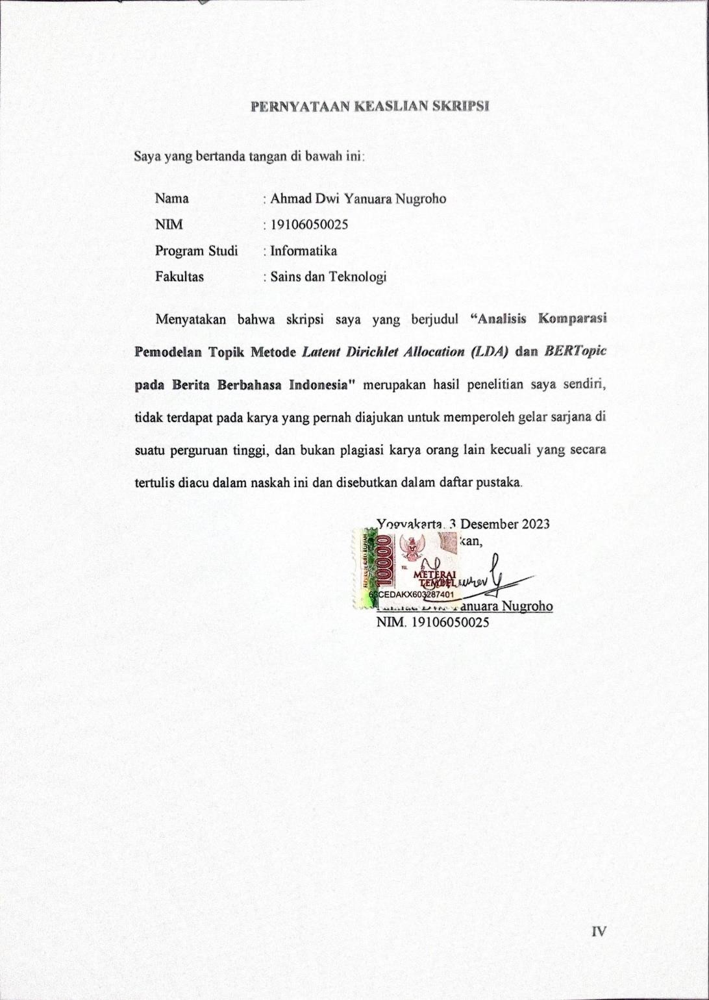 PERNYATAAN KEASLIAN SKRIPSI
Saya yang bertanda tangan di bawah ini:
Nama : Ahmad Dwi Yanuara Nugroho
NIM : 19106050025
Program Studi : Informatika
Fakultas : Sains dan Teknologi
Menyatakan bahwa skripsi saya yang berjudul “Analisis Komparasi
Pemodelan Topik Metode Latent Dirichlet Allocation (LDA) dan BERTopic
pada Berita Berbahasa Indonesia" merupakan hasil penelitian saya sendiri,
tidak terdapat pada karya yang pernah diajukan untuk memperoleh gelar sarjana di
suatu perguruan tinggi, dan bukan plagiasi karya orang lain kecuali yang secara
tertulis diacu dalam naskah ini dan disebutkan dalam daftar pustaka.
Yogyakarta, 3 Desember 2023
kan,
10000
TGL
METERAI
TEMPEL
63CEDAKX603287401
anuara Nugroho
NIM. 19106050025
IV